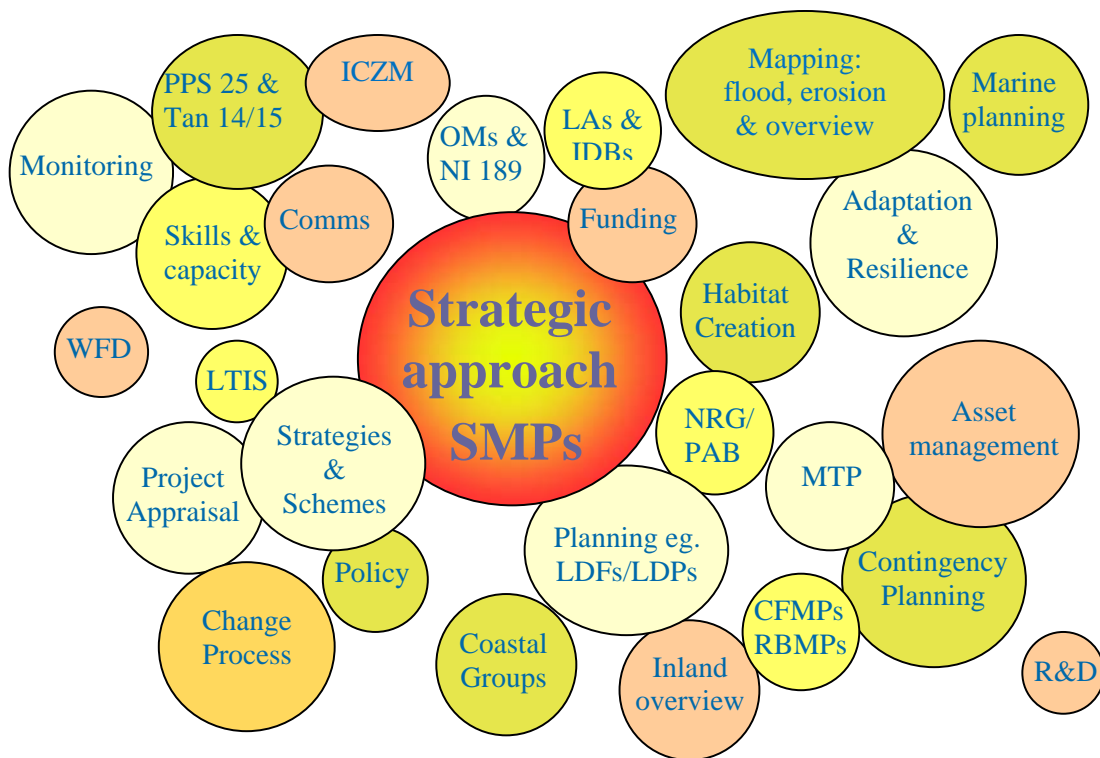 PPS 25 &
Tan 14/15
ICZM
Monitoring
OMs &
NI 189
LAs &
IDBs
Mapping:
flood, erosion
& overview
Marine
planning
Skills &
capacity
Comms
Funding
Adaptation
&
Resilience
Habitat
Creation
WFD
LTIS
Strategic
approach
SMPs
NRG/
PAB
Asset
management
Project
Appraisal
Strategies
&
Schemes
MTP
Planning eg.
LDFs/LDPs
Policy
Contingency
Planning
Change
Process
Coastal
Groups
Inland
overview
CFMPs
RBMPs
R&D